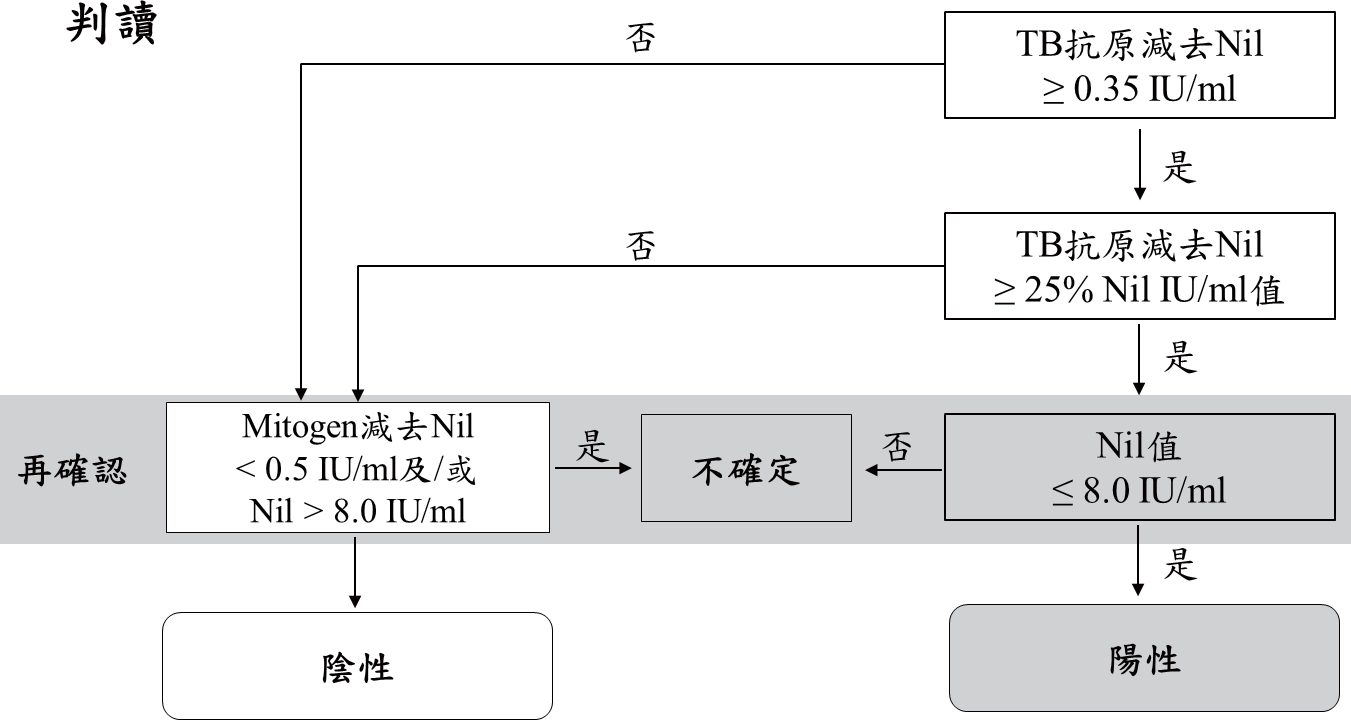 判讀
否
TB抗原減去Nil
≥ 0.35 IU/ml
是
否
TB抗原減去Nil
≥ 25% Nil IU/ml值
是
再確認
Mitogen減去Nil
< 0.5 IU/ml及/或
Nil > 8.0 IU/ml
是
不確定
否
Nil值
≤ 8.0 IU/ml
是
陰性
陽性